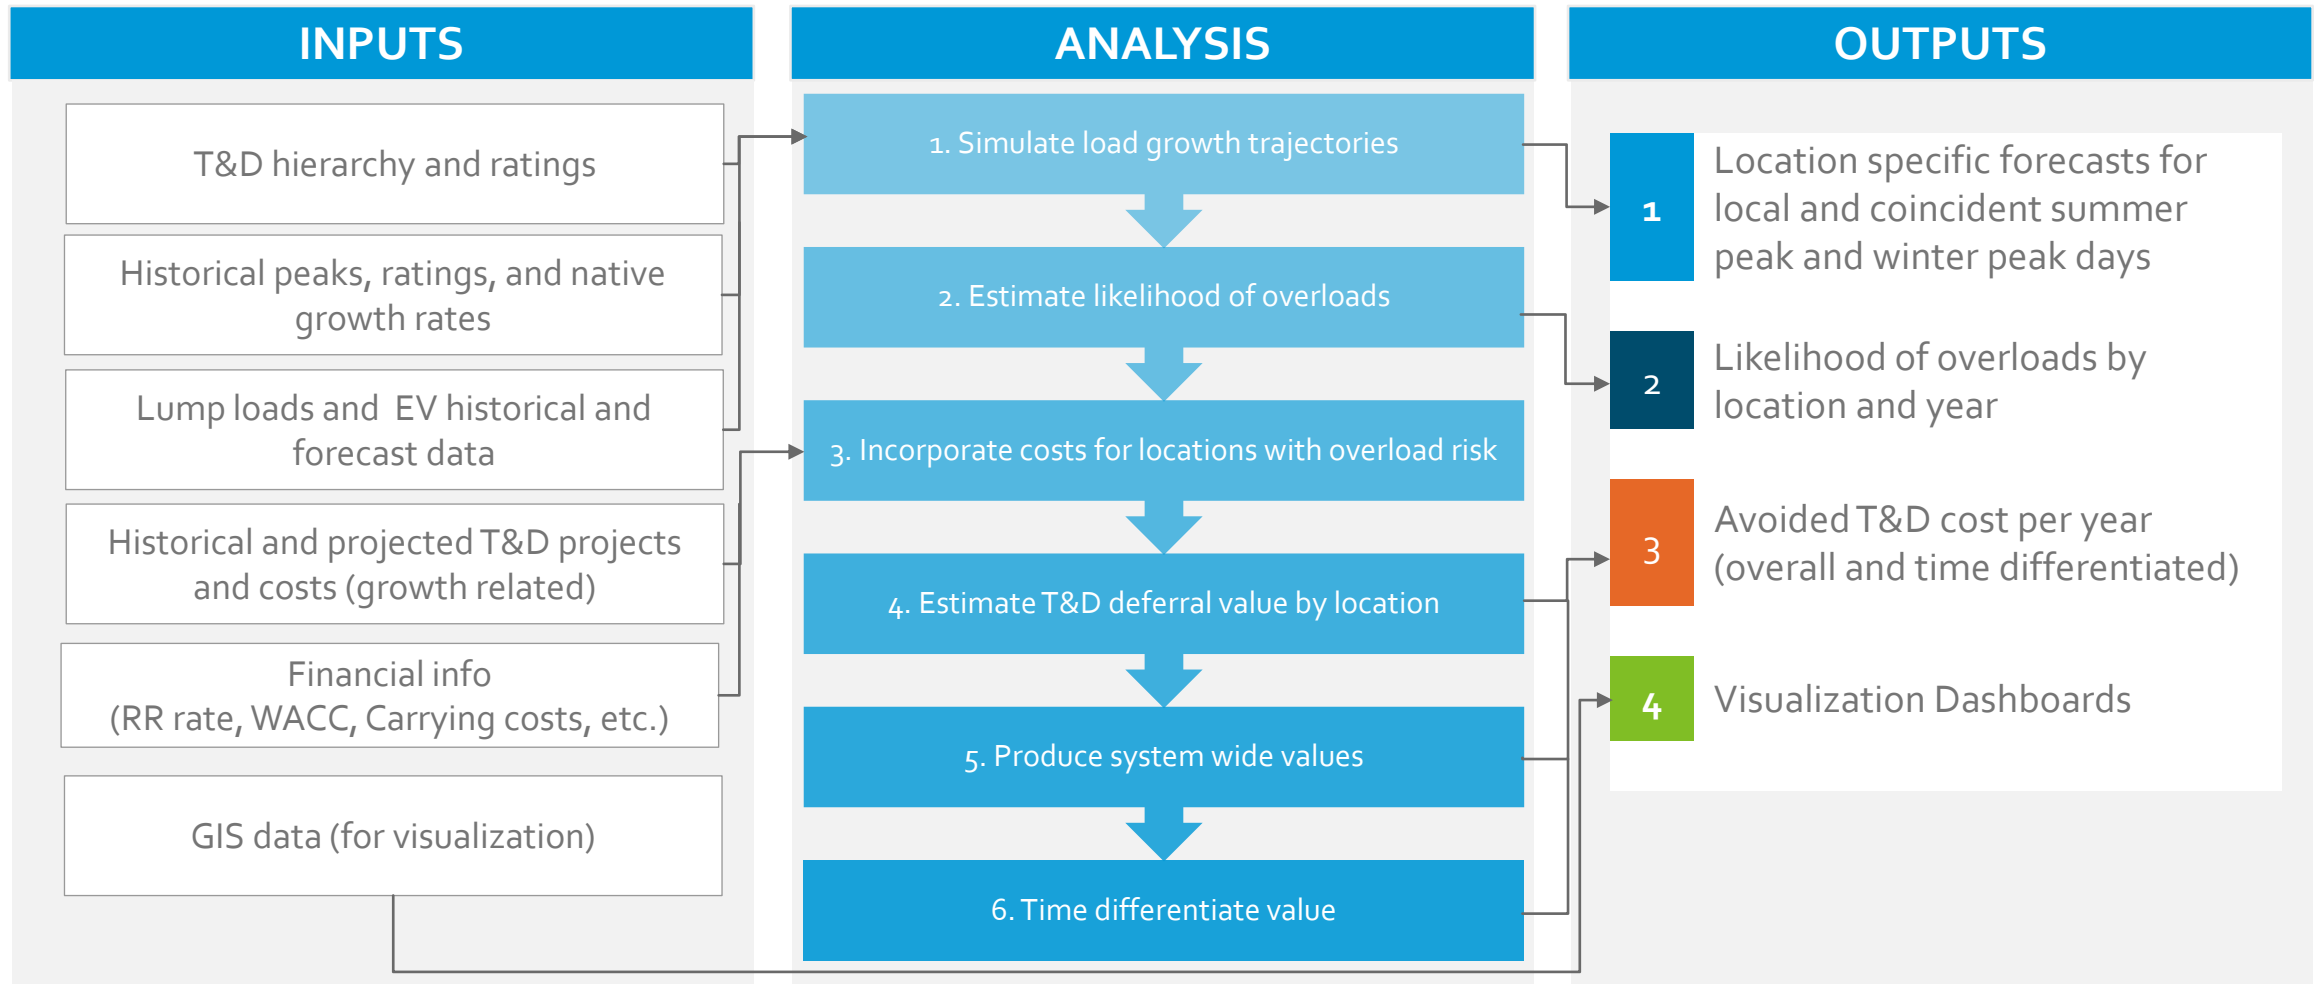 INPUTS
T&D hierarchy and ratings
Historical peaks, ratings, and native
growth rates
Lump loads and EV historical and
forecast data
Historical and projected T&D projects
and costs (growth related)
Financial info
(RR rate, WACC, Carrying costs, etc.)
GIS data (for visualization)
ANALYSIS
1. Simulate load growth trajectories
2. Estimate likelihood of overloads
3. Incorporate costs for locations with overload risk
4. Estimate T&D deferral value by location
5. Produce system wide values
6. Time differentiate value
OUTPUTS
1
Location specific forecasts for
local and coincident summer
peak and winter peak days
2
Likelihood of overloads by
location and year
3
Avoided T&D cost per year
(overall and time differentiated)
4
Visualization Dashboards